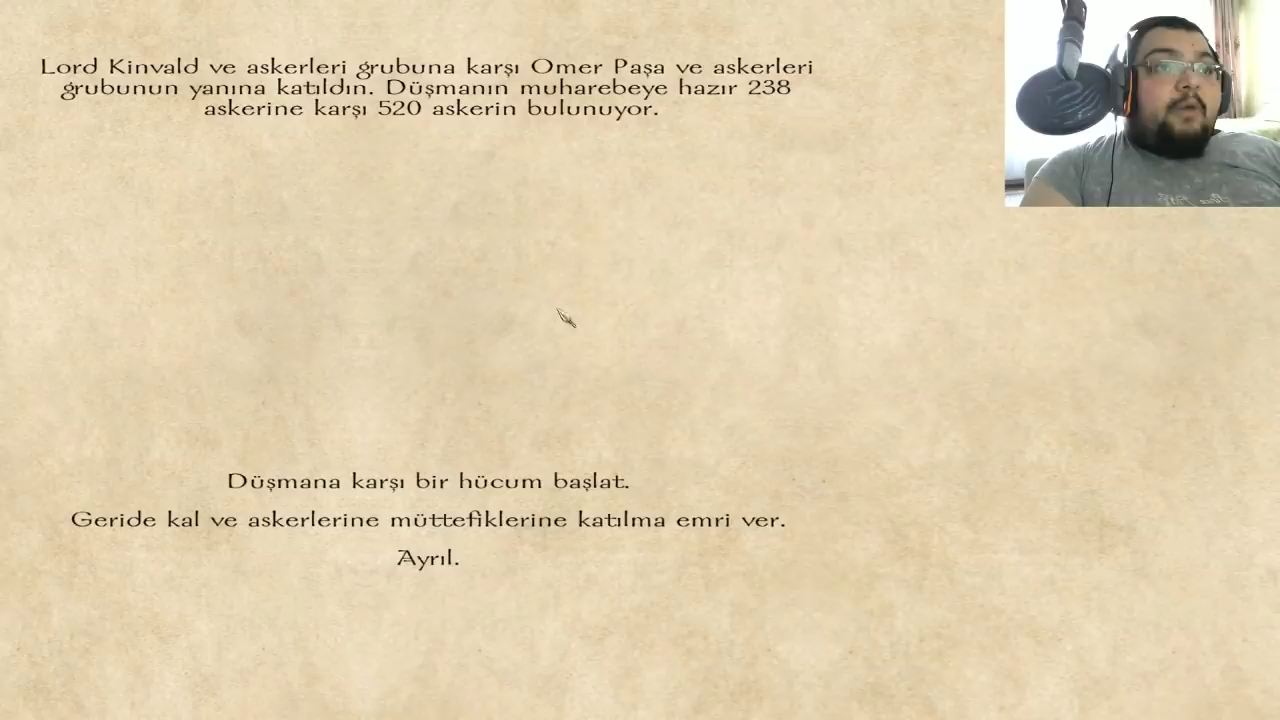 Lord Kinvald ve askerleri grubuna karşı Omer Paşa ve askerleri
grubunun yanına katıldın. Düşmanın muharebeye hazır 238
askerine karşı 520 askerin bulunuyor.
Düşmana karşı bir hücum başlat.
Geride kal ve askerlerine müttefiklerine katılma emri ver.
Ayrıl.